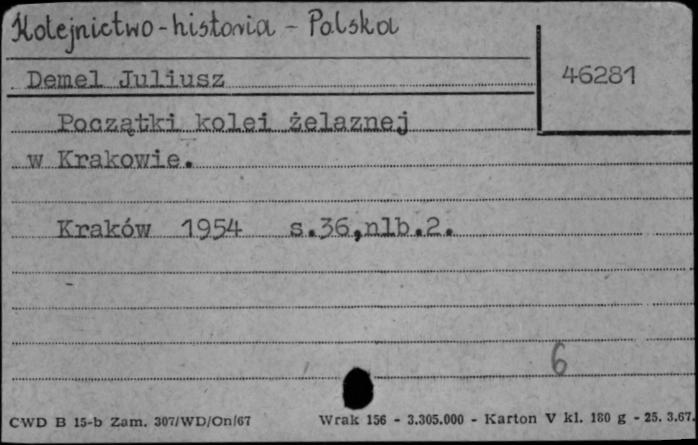 Kolejnictwo - historia - Polska
Demel Juliusz
46281
Początki kolei żelaznej
w Krakowie.
Kraków 1954 s.36,nlb.2.
6
CWD B 15-b Zam. 307/WD/On/67 Wrak 156 - 3.305.000 - Karton V kl. 180 g - 25. 3.67.